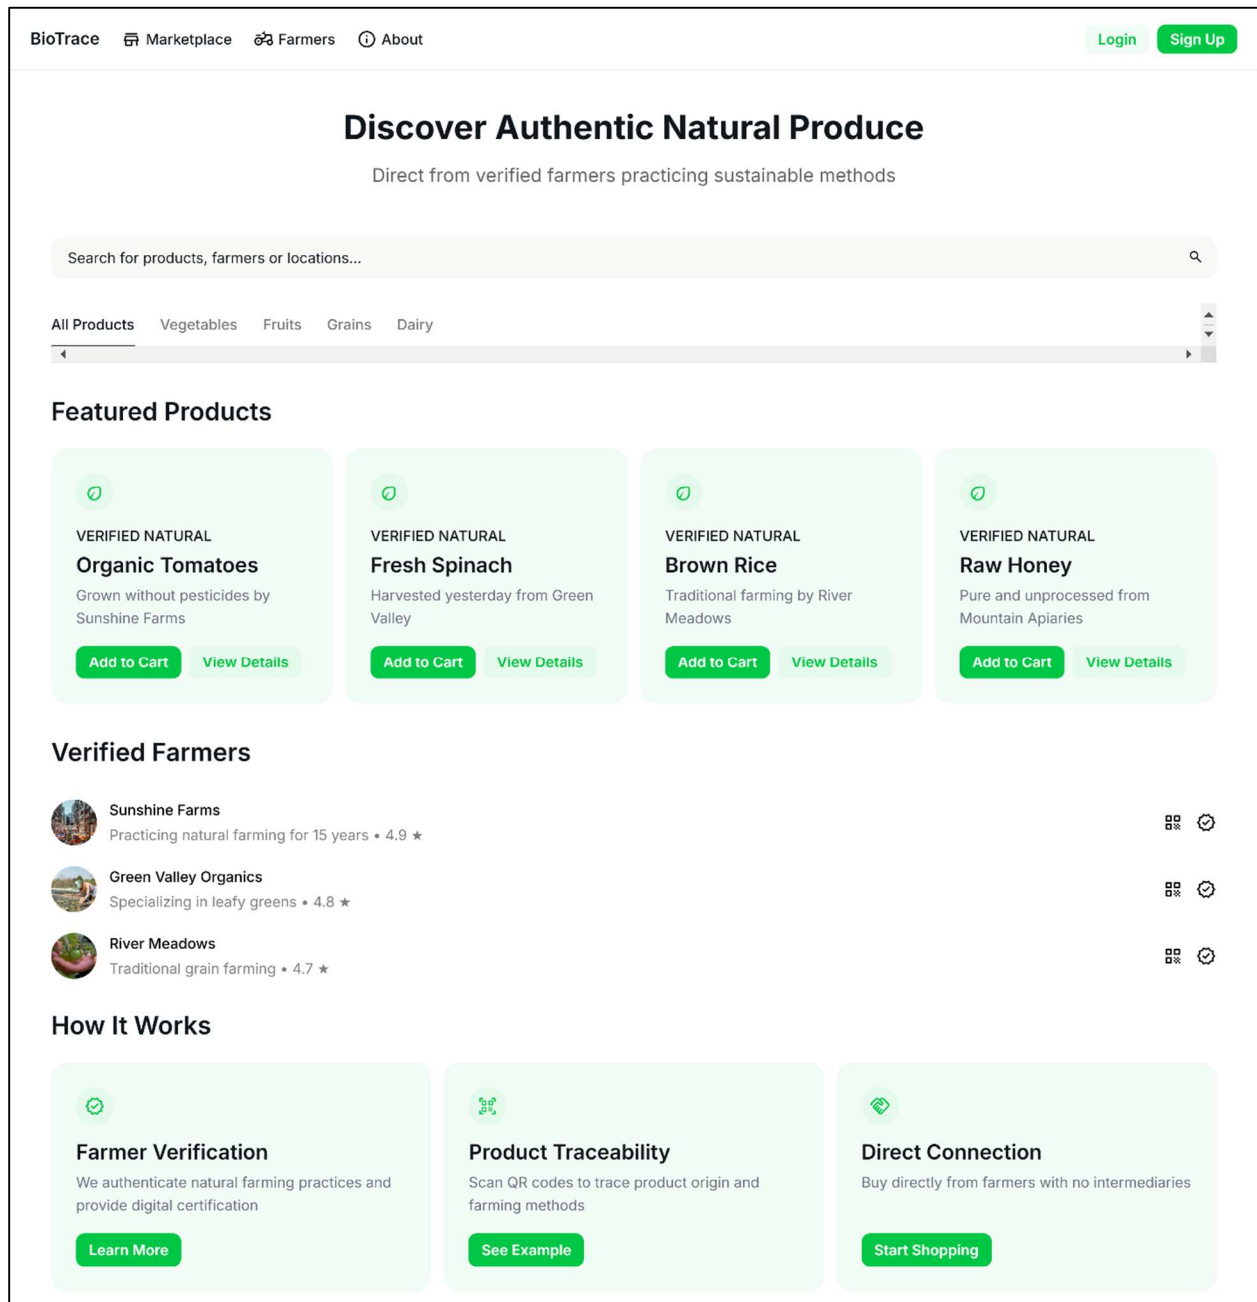 BioTrace Marketplace Farmers About Login Sign Up
Discover Authentic Natural Produce
Direct from verified farmers practicing sustainable methods
Search for products, farmers or locations...
All Products Vegetables Fruits Grains Dairy
Featured Products
VERIFIED NATURAL
Organic Tomatoes
Grown without pesticides by
Sunshine Farms
Add to Cart View Details
VERIFIED NATURAL
Fresh Spinach
Harvested yesterday from Green
Valley
Add to Cart View Details
VERIFIED NATURAL
Brown Rice
Traditional farming by River
Meadows
Add to Cart View Details
VERIFIED NATURAL
Raw Honey
Pure and unprocessed from
Mountain Apiaries
Add to Cart View Details
Verified Farmers
Sunshine Farms
Practicing natural farming for 15 years • 4.9 ★
Green Valley Organics
Specializing in leafy greens • 4.8 ★
River Meadows
Traditional grain farming • 4.7 ★
How It Works
Farmer Verification
We authenticate natural farming practices and
provide digital certification
Learn More
Product Traceability
Scan QR codes to trace product origin and
farming methods
See Example
Direct Connection
Buy directly from farmers with no intermediaries
Start Shopping